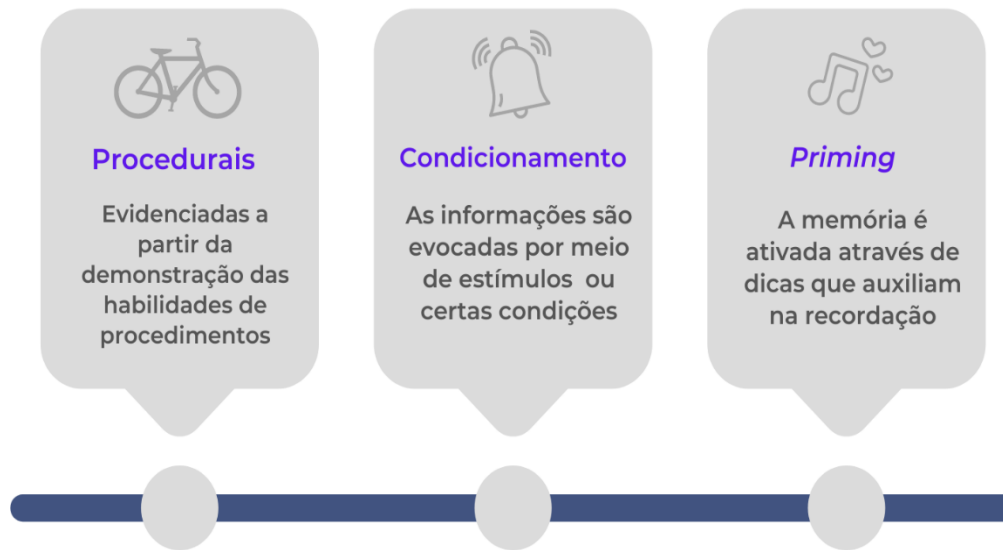 Procedurais
Evidenciadas a
partir da
demonstração das
habilidades de
procedimentos
Condicionamento
As informações são
evocadas por meio
de estímulos ou
certas condições
Priming
A memória é
ativada através de
dicas que auxiliam
na recordação